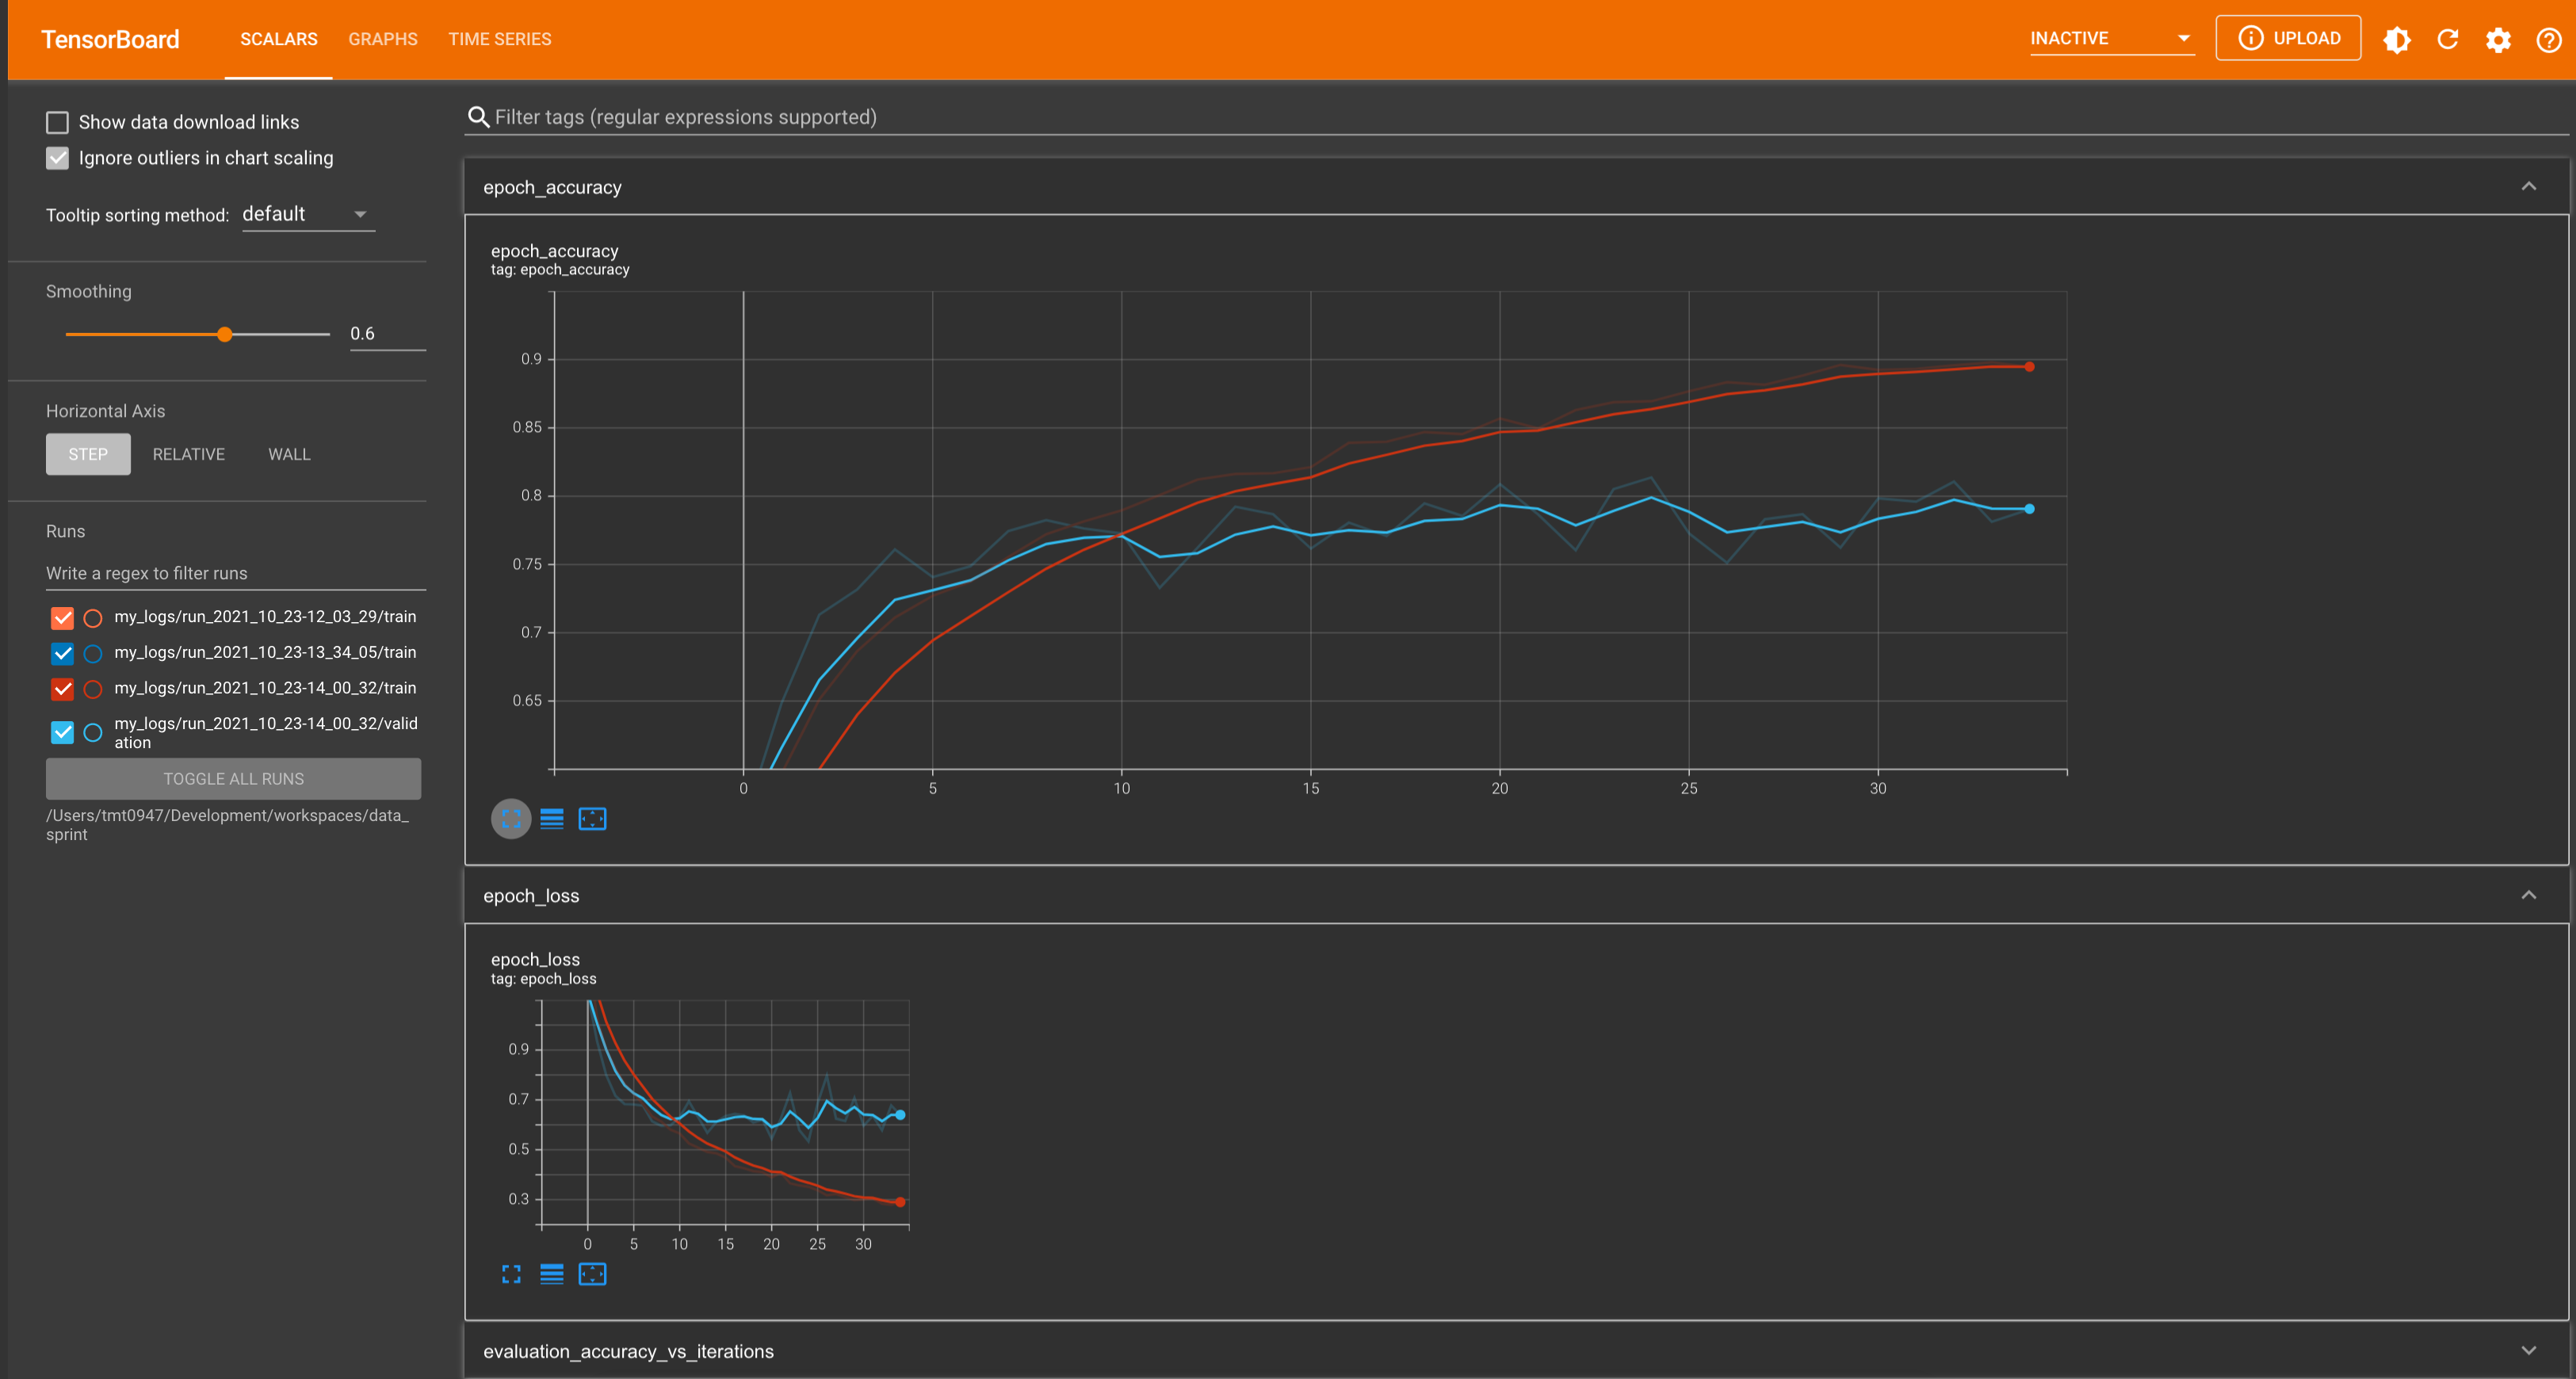 TensorBoard SCALARS GRAPHS TIME SERIES INACTIVE UPLOAD
Show data download links
Ignore outliers in chart scaling
Tooltip sorting method: default
Smoothing
0.6
Horizontal Axis
STEP RELATIVE WALL
Runs
Write a regex to filter runs
my_logs/run_2021_10_23-12_03_29/train
my_logs/run_2021_10_23-13_34_05/train
my_logs/run_2021_10_23-14_00_32/train
my_logs/run_2021_10_23-14_00_32/valid
ation
TOGGLE ALL RUNS
/Users/tmt0947/Development/workspaces/data_
sprint
Filter tags (regular expressions supported)
epoch_accuracy
epoch_accuracy
tag: epoch_accuracy
0.9
0.85
0.8
0.75
0.7
0.65
0 5 10 15 20 25 30
epoch_loss
epoch_loss
tag: epoch_loss
0.9
0.7
0.5
0.3
0 5 10 15 20 25 30
evaluation_accuracy_vs_iterations